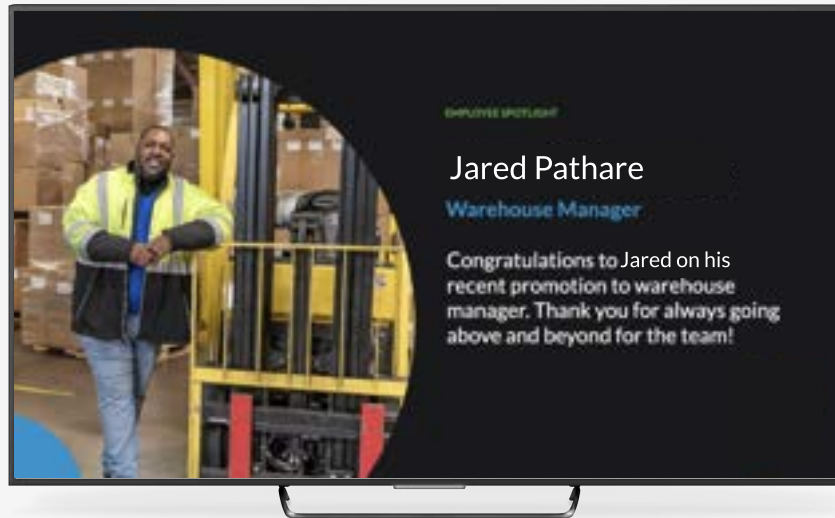 EMPLOYEE SPOTLIGHT
Jared Pathare
Warehouse Manager
Congratulations to Jared on his
recent promotion to warehouse
manager. Thank you for always going
above and beyond for the team!